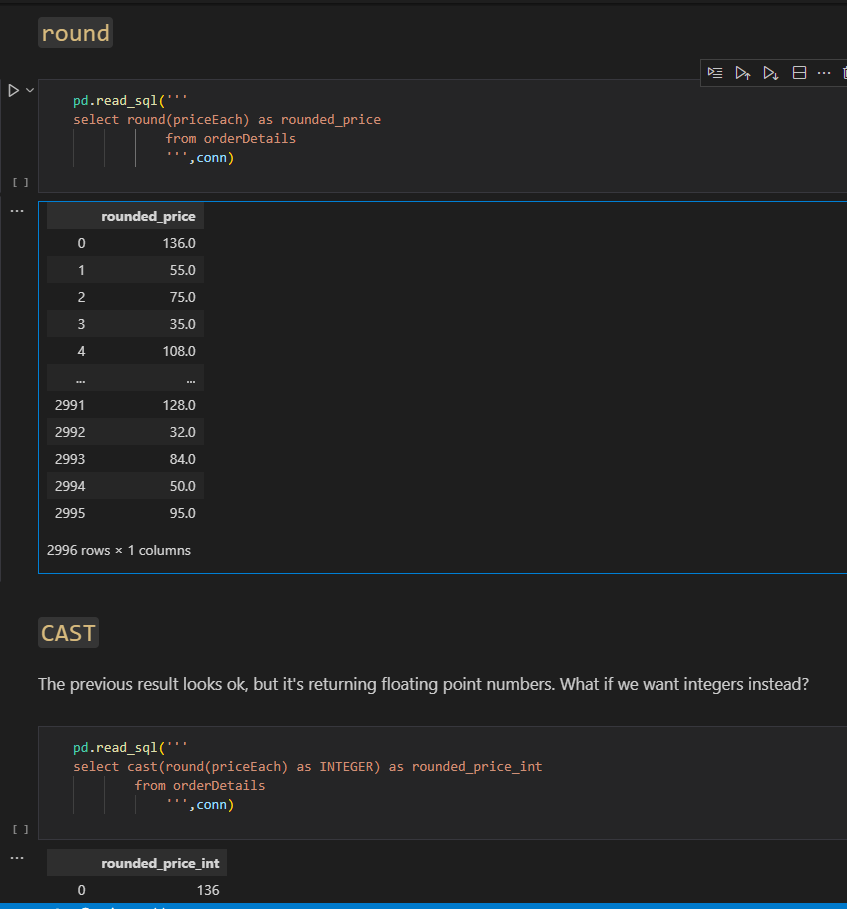 round
pd.read_sql('''
select round(priceEach) as rounded_price
from orderDetails
''',conn)
[ ]
...
rounded_price
0 136.0
1 55.0
2 75.0
3 35.0
4 108.0
... ...
2991 128.0
2992 32.0
2993 84.0
2994 50.0
2995 95.0
2996 rows × 1 columns
CAST
The previous result looks ok, but it's returning floating point numbers. What if we want integers instead?
pd.read_sql('''
select cast(round(priceEach) as INTEGER) as rounded_price_int
from orderDetails
''',conn)
[ ]
...
rounded_price_int
0 136